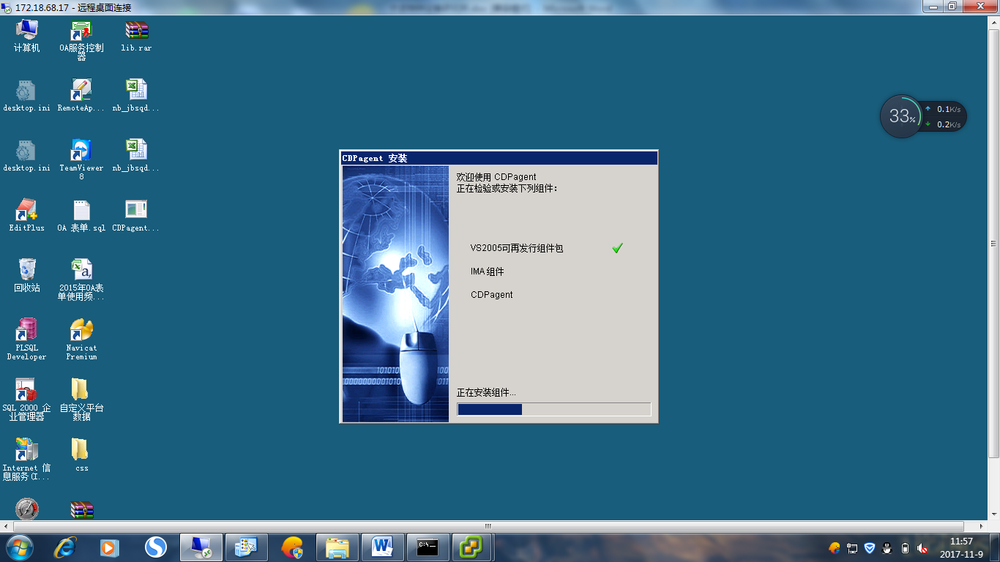 172.18.68.17 - 远程桌面连接
计算机
OA服务控制
器
lib.rar
desktop.ini
RemoteAp...
nb_jbsqd...
desktop.ini
TeamViewer
8
nb_jbsqd...
EditPlus
OA 表单.sql
CDPagent...
回收站
2015年OA表
单使用频...
PLSQL
Developer
Navicat
Premium
SQL 2000 企
业管理器
自定义平台
数据
Internet 信
息服务(I...
css
33%
0.1K/s
0.2K/s
CDPagent 安装
欢迎使用 CDPagent
正在检验或安装下列组件：
VS2005可再发行组件包
IMA 组件
CDPagent
正在安装组件...
C:\
11:57
2017-11-9